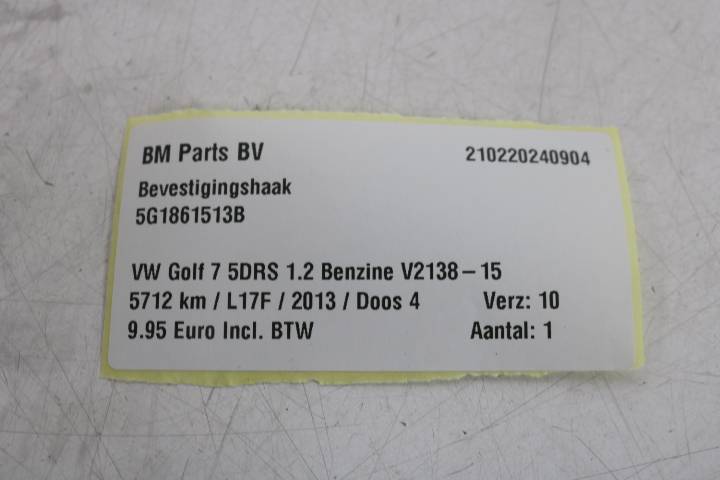 BM Parts BV 210220240904
Bevestigingshaak
5G1861513B
VW Golf 7 5DRS 1.2 Benzine V2138-15
5712 km / L17F / 2013 / Doos 4 Verz: 10
9.95 Euro Incl. BTW Aantal: 1